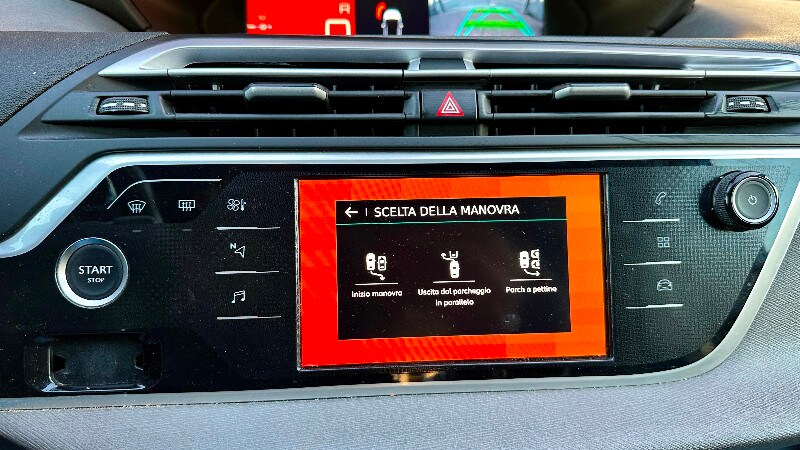 R
SCELTA DELLA MANOVRA
Inizio manovra
Uscita dal parcheggio
in parallelo
Parch a pettine
START
STOP
N